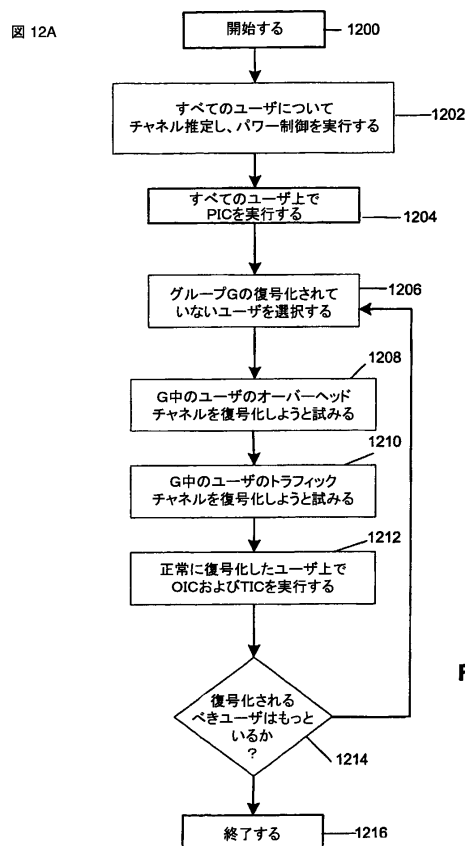 図 12A
開始する
1200
すべてのユーザについて
チャネル推定し、パワー制御を実行する
1202
すべてのユーザ上で
PICを実行する
1204
グループGの復号化されて
いないユーザを選択する
1206
1208
G中のユーザのオーバーヘッド
チャネルを復号化しようと試みる
1210
G中のユーザのトラフィック
チャネルを復号化しようと試みる
1212
正常に復号化したユーザ上で
OICおよびTICを実行する
F
復号化される
べきユーザはもっと
いるか
?
1214
終了する
1216